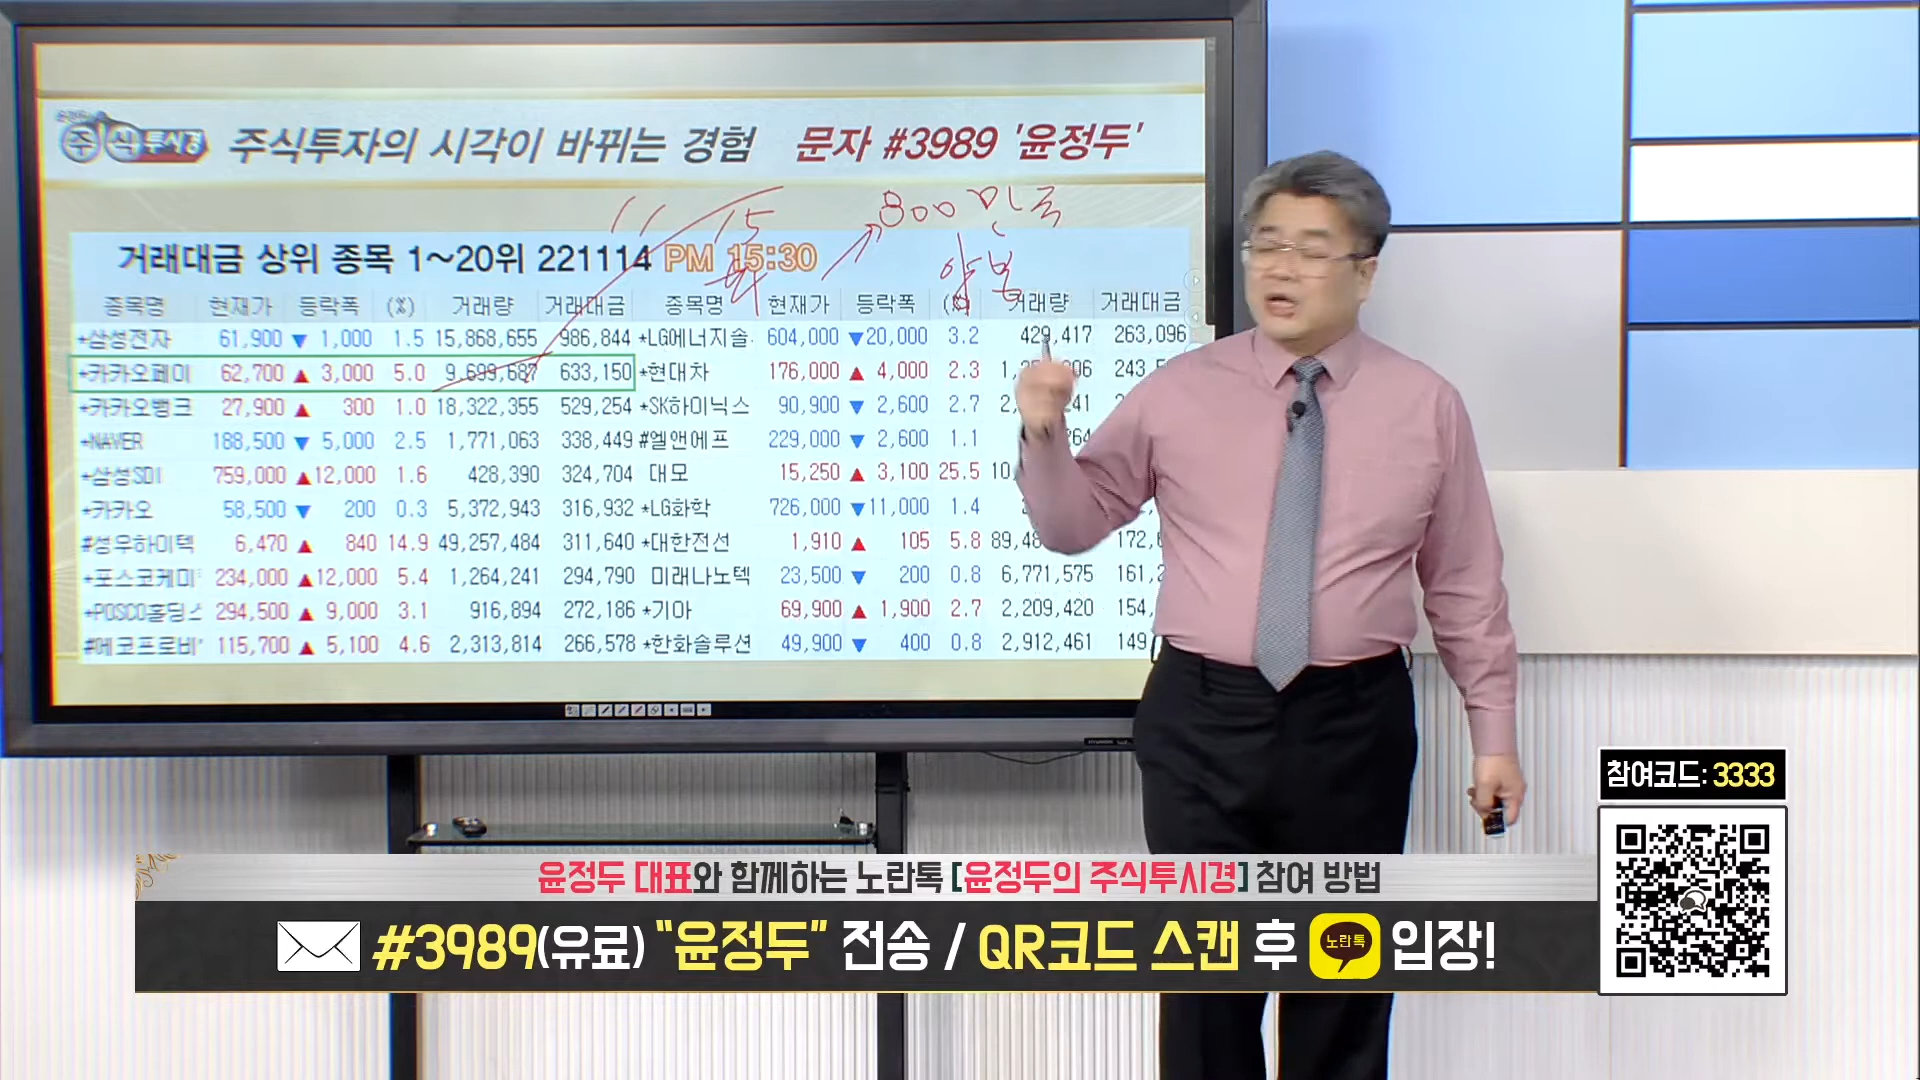 주식투시경 주식투자의 시각이 바뀌는 경험 문자 #3989 '윤정두'
11/15 800만주
화 양봉
거래대금 상위 종목 1~20위 221114 PM 15:30
종목명 현재가 등락폭 (%) 거래량 거래대금 종목명 현재가 등락폭 (%) 거래량 거래대금
+삼성전자 61,900 ▼ 1,000 1.5 15,868,655 986,844 *LG에너지솔 604,000 ▼20,000 3.2 429,417 263,096
+카카오페이 62,700 ▲ 3,000 5.0 9,699,687 633,150 *현대차 176,000 ▲ 4,000 2.3 243
+카카오뱅크 27,900 ▲ 300 1.0 18,322,355 529,254 *SK하이닉스 90,900 ▼ 2,600 2.7
+NAVER 188,500 ▼ 5,000 2.5 1,771,063 338,449 #엘앤에프 229,000 ▼ 2,600 1.1
+삼성SDI 759,000 ▲12,000 1.6 428,390 324,704 대모 15,250 ▲ 3,100 25.5 10
+카카오 58,500 ▼ 200 0.3 5,372,943 316,932 *LG화학 726,000 ▼11,000 1.4
#성우하이텍 6,470 ▲ 840 14.9 49,257,484 311,640 *대한전선 1,910 ▲ 105 5.8 89,48 172
+포스코케미 234,000 ▲12,000 5.4 1,264,241 294,790 미래나노텍 23,500 ▼ 200 0.8 6,771,575 161,2
+POSCO홀딩스 294,500 ▲ 9,000 3.1 916,894 272,186 *기아 69,900 ▲ 1,900 2.7 2,209,420 154,
#에코프로비 115,700 ▲ 5,100 4.6 2,313,814 266,578 *한화솔루션 49,900 ▼ 400 0.8 2,912,461 149
참여코드: 3333
윤정두 대표와 함께하는 노란톡 [윤정두의 주식투시경] 참여 방법
#3989(유료) "윤정두" 전송 / QR코드 스캔 후 노란톡 입장!